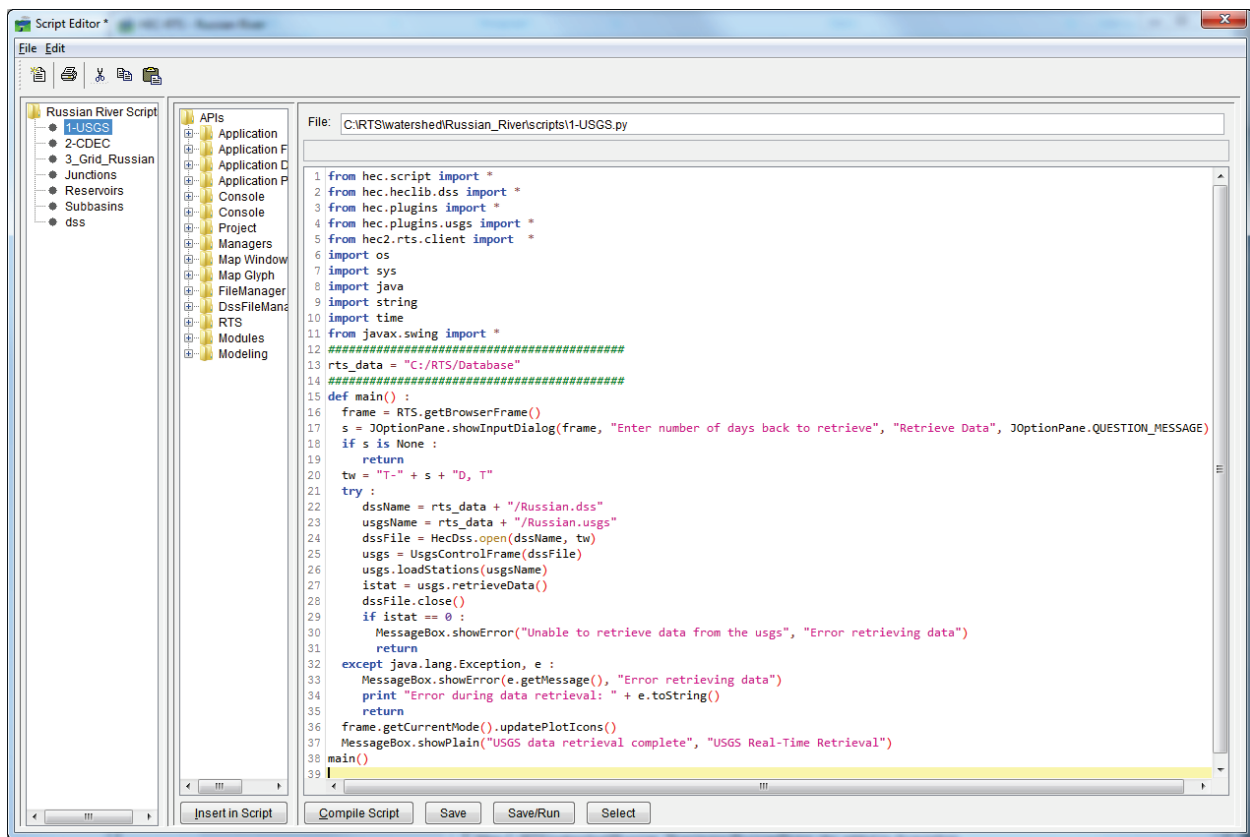 Script Editor *
File Edit
Russian River Script
1-USGS
2-CDEC
3_Grid_Russian
Junctions
Reservoirs
Subbasins
dss
APIs
Application
Application F
Application D
Application P
Console
Console
Project
Managers
Map Window
Map Glyph
FileManager
DssFileMana
RTS
Modules
Modeling
Insert in Script
File: C:\RTS\watershed\Russian_River\scripts\1-USGS.py
1 from hec.script import *
2 from hec.heclib.dss import *
3 from hec.plugins import *
4 from hec.plugins.usgs import *
5 from hec2.rts.client import  *
6 import os
7 import sys
8 import java
9 import string
10 import time
11 from javax.swing import *
12 ###########################################
13 rts_data = "C:/RTS/Database"
14 ###########################################
15 def main() :
16   frame = RTS.getBrowserFrame()
17   s = JOptionPane.showInputDialog(frame, "Enter number of days back to retrieve", "Retrieve Data", JOptionPane.QUESTION_MESSAGE)
18   if s is None :
19      return
20   tw = "T-" + s + "D, T"
21   try :
22      dssName = rts_data + "/Russian.dss"
23      usgsName = rts_data + "/Russian.usgs"
24      dssFile = HecDss.open(dssName, tw)
25      usgs = UsgsControlFrame(dssFile)
26      usgs.loadStations(usgsName)
27      istat = usgs.retrieveData()
28      dssFile.close()
29      if istat == 0 :
30        MessageBox.showError("Unable to retrieve data from the usgs", "Error retrieving data")
31        return
32   except java.lang.Exception, e :
33      MessageBox.showError(e.getMessage(), "Error retrieving data")
34      print "Error during data retrieval: " + e.toString()
35      return
36   frame.getCurrentMode().updatePlotIcons()
37   MessageBox.showPlain("USGS data retrieval complete", "USGS Real-Time Retrieval")
38 main()
39
Compile Script Save Save/Run Select